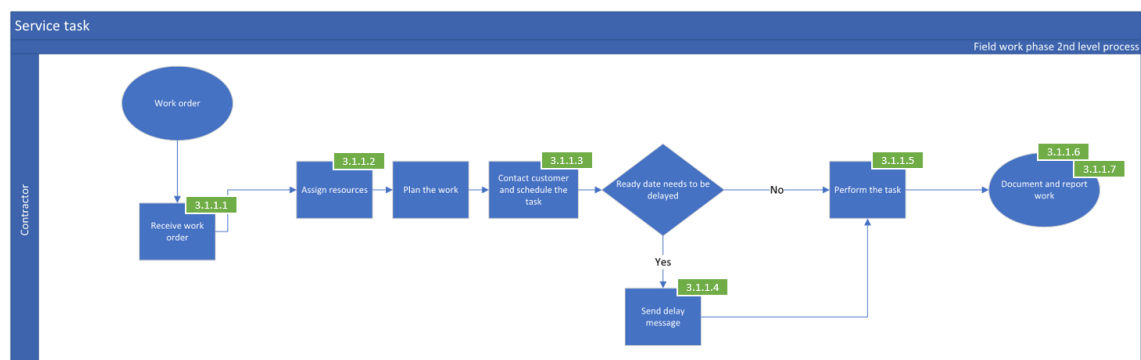 Service task
Field work phase 2nd level process
Contractor
Work order
3.1.1.1
Receive work
order
3.1.1.2
Assign resources
Plan the work
3.1.1.3
Contact customer
and schedule the
task
Ready date needs to be
delayed
No
Yes
3.1.1.4
Send delay
message
3.1.1.5
Perform the task
3.1.1.6
3.1.1.7
Document and report
work